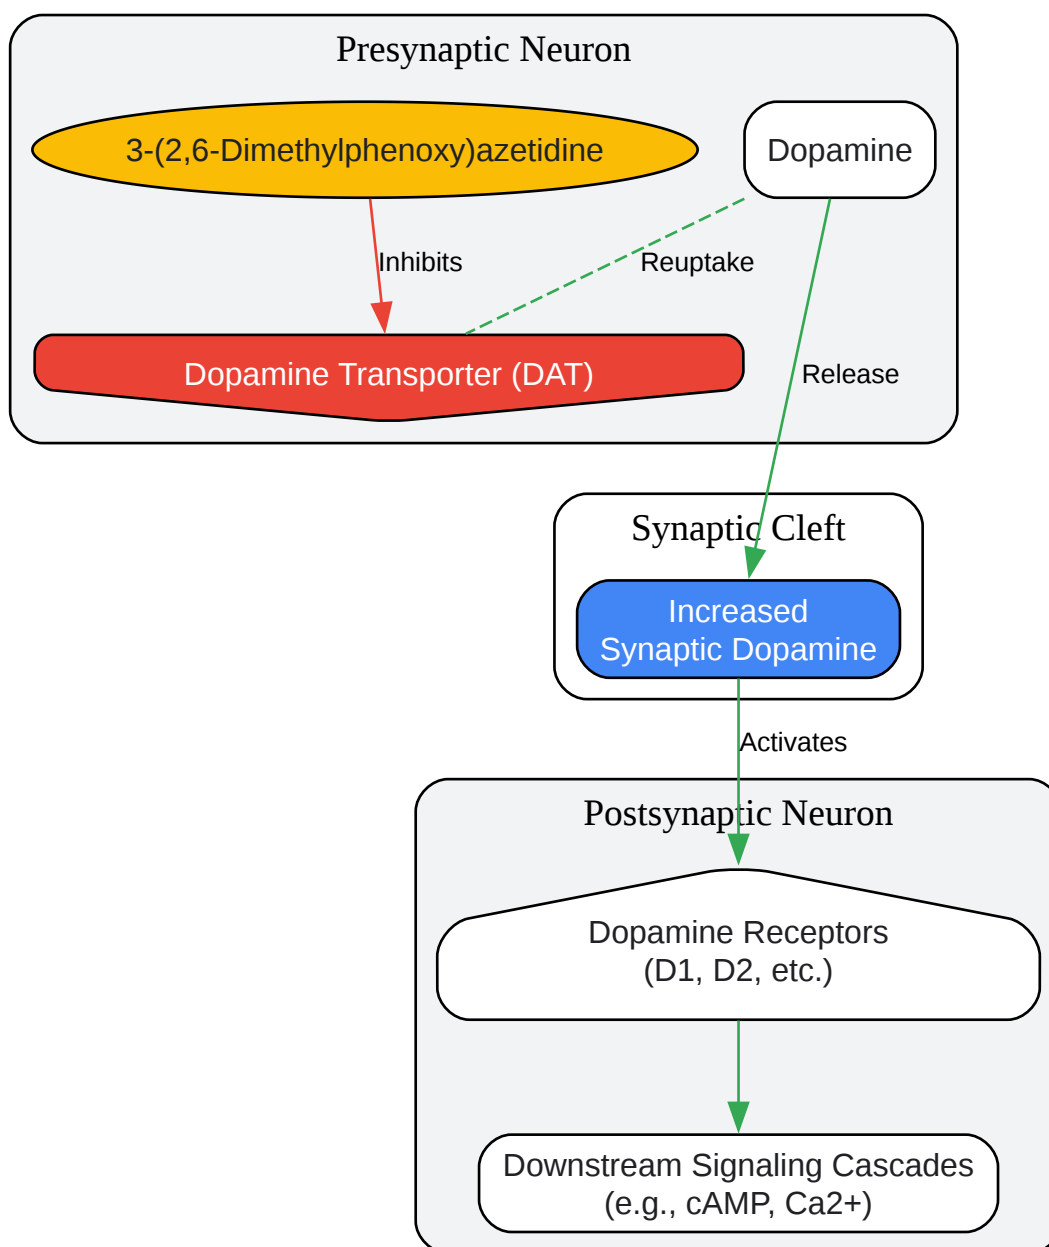 Presynaptic Neuron
3-(2,6-Dimethylphenoxy)azetidine
Dopamine
Inhibits
Reuptake
Dopamine Transporter (DAT)
Release
Synaptic Cleft
Increased
Synaptic Dopamine
Activates
Postsynaptic Neuron
Dopamine Receptors
(D1, D2, etc.)
Downstream Signaling Cascades
(e.g., cAMP, Ca2+)